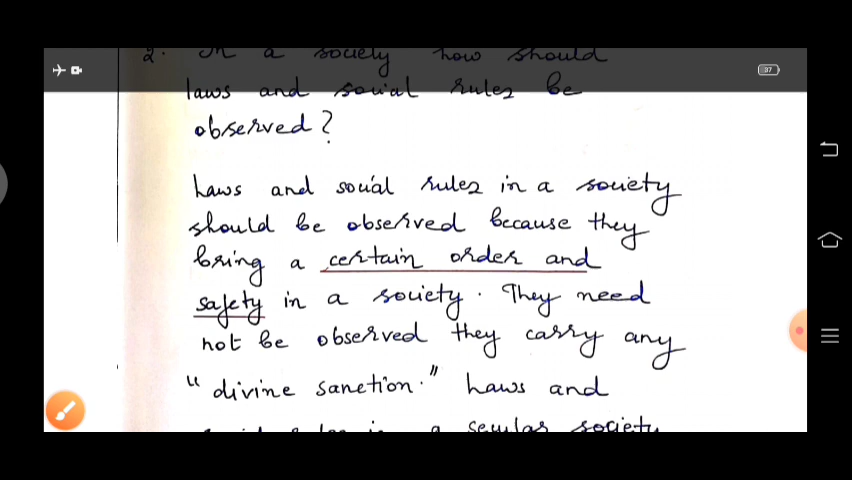 2. In a society how should
laws and social rules be
observed?
Laws and social rules in a society
should be observed because they
bring a certain order and
safety in a society. They need
not be observed they carry any
"divine sanction." Laws and
in a secular society
37